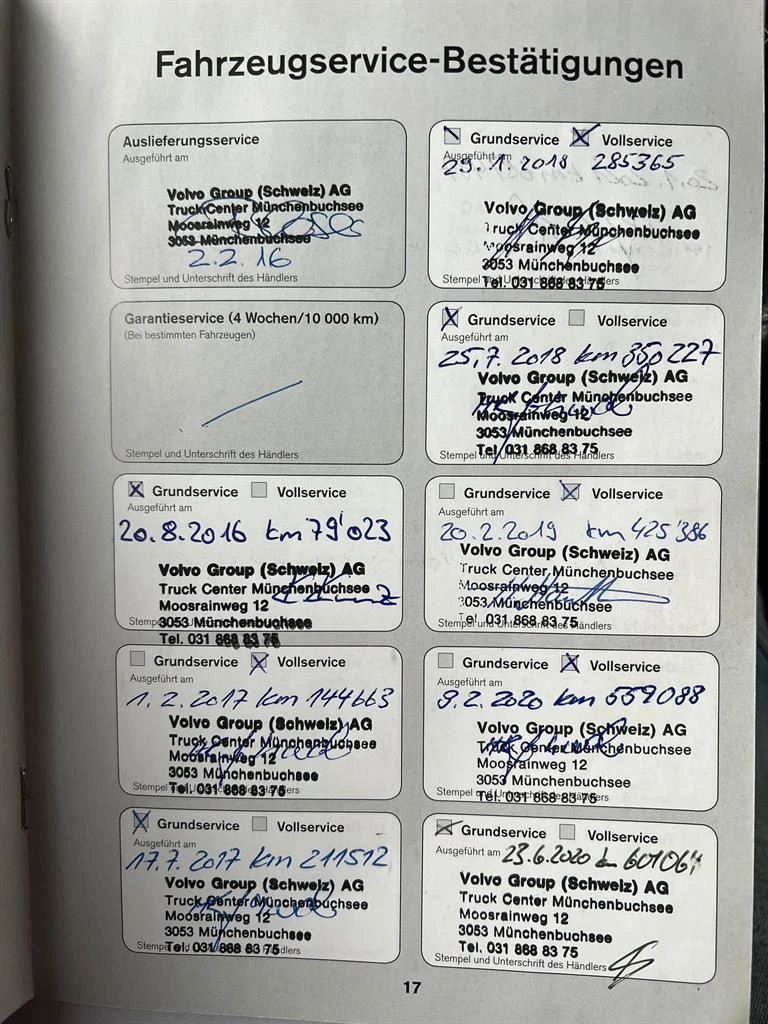 Fahrzeugservice-Bestätigungen
Auslieferungsservice
Ausgeführt am
Volvo Group (Schweiz) AG
Truck Center Münchenbuchsee
Moosrainweg 12
3053 Münchenbuchsee
2.2.16
Stempel und Unterschrift des Händlers
Garantieservice (4 Wochen/10 000 km)
(Bei bestimmten Fahrzeugen)
Stempel und Unterschrift des Händlers
Grundservice Vollservice
Ausgeführt am
20.8.2016 km 79'023
Volvo Group (Schweiz) AG
Truck Center Münchenbuchsee
Moosrainweg 12
3053 Münchenbuchsee
Tel. 031 868 83 75
Grundservice Vollservice
Ausgeführt am
1.2.2017 km 144663
Volvo Group (Schweiz) AG
Truck Center Münchenbuchsee
Moosrainweg 12
3053 Münchenbuchsee
Tel. 031 868 83 75
Grundservice Vollservice
Ausgeführt am
17.7.2017 km 211512
Volvo Group (Schweiz) AG
Truck Center Münchenbuchsee
Moosrainweg 12
3053 Münchenbuchsee
Tel. 031 868 83 75
Grundservice Vollservice
Ausgeführt am
29.1.2018 285365
Volvo Group (Schweiz) AG
Truck Center Münchenbuchsee
Moosrainweg 12
3053 Münchenbuchsee
Tel. 031 868 83 75
Grundservice Vollservice
Ausgeführt am
25.7.2018 km 350227
Volvo Group (Schweiz) AG
Truck Center Münchenbuchsee
Moosrainweg 12
3053 Münchenbuchsee
Tel. 031 868 83 75
Stempel und Unterschrift des Händlers
Grundservice Vollservice
Ausgeführt am
20.2.2019 km 425'386
Volvo Group (Schweiz) AG
Truck Center Münchenbuchsee
Moosrainweg 12
3053 Münchenbuchsee
Tel. 031 868 83 75
Stempel und Unterschrift des Händlers
Grundservice Vollservice
Ausgeführt am
9.2.2020 km 559088
Volvo Group (Schweiz) AG
Truck Center Münchenbuchsee
Moosrainweg 12
3053 Münchenbuchsee
Tel. 031 868 83 75
Grundservice Vollservice
Ausgeführt am 23.6.2020 km 601064
Volvo Group (Schweiz) AG
Truck Center Münchenbuchsee
Moosrainweg 12
3053 Münchenbuchsee
Tel. 031 868 83 75
Stempel und Unterschrift des Händlers
17